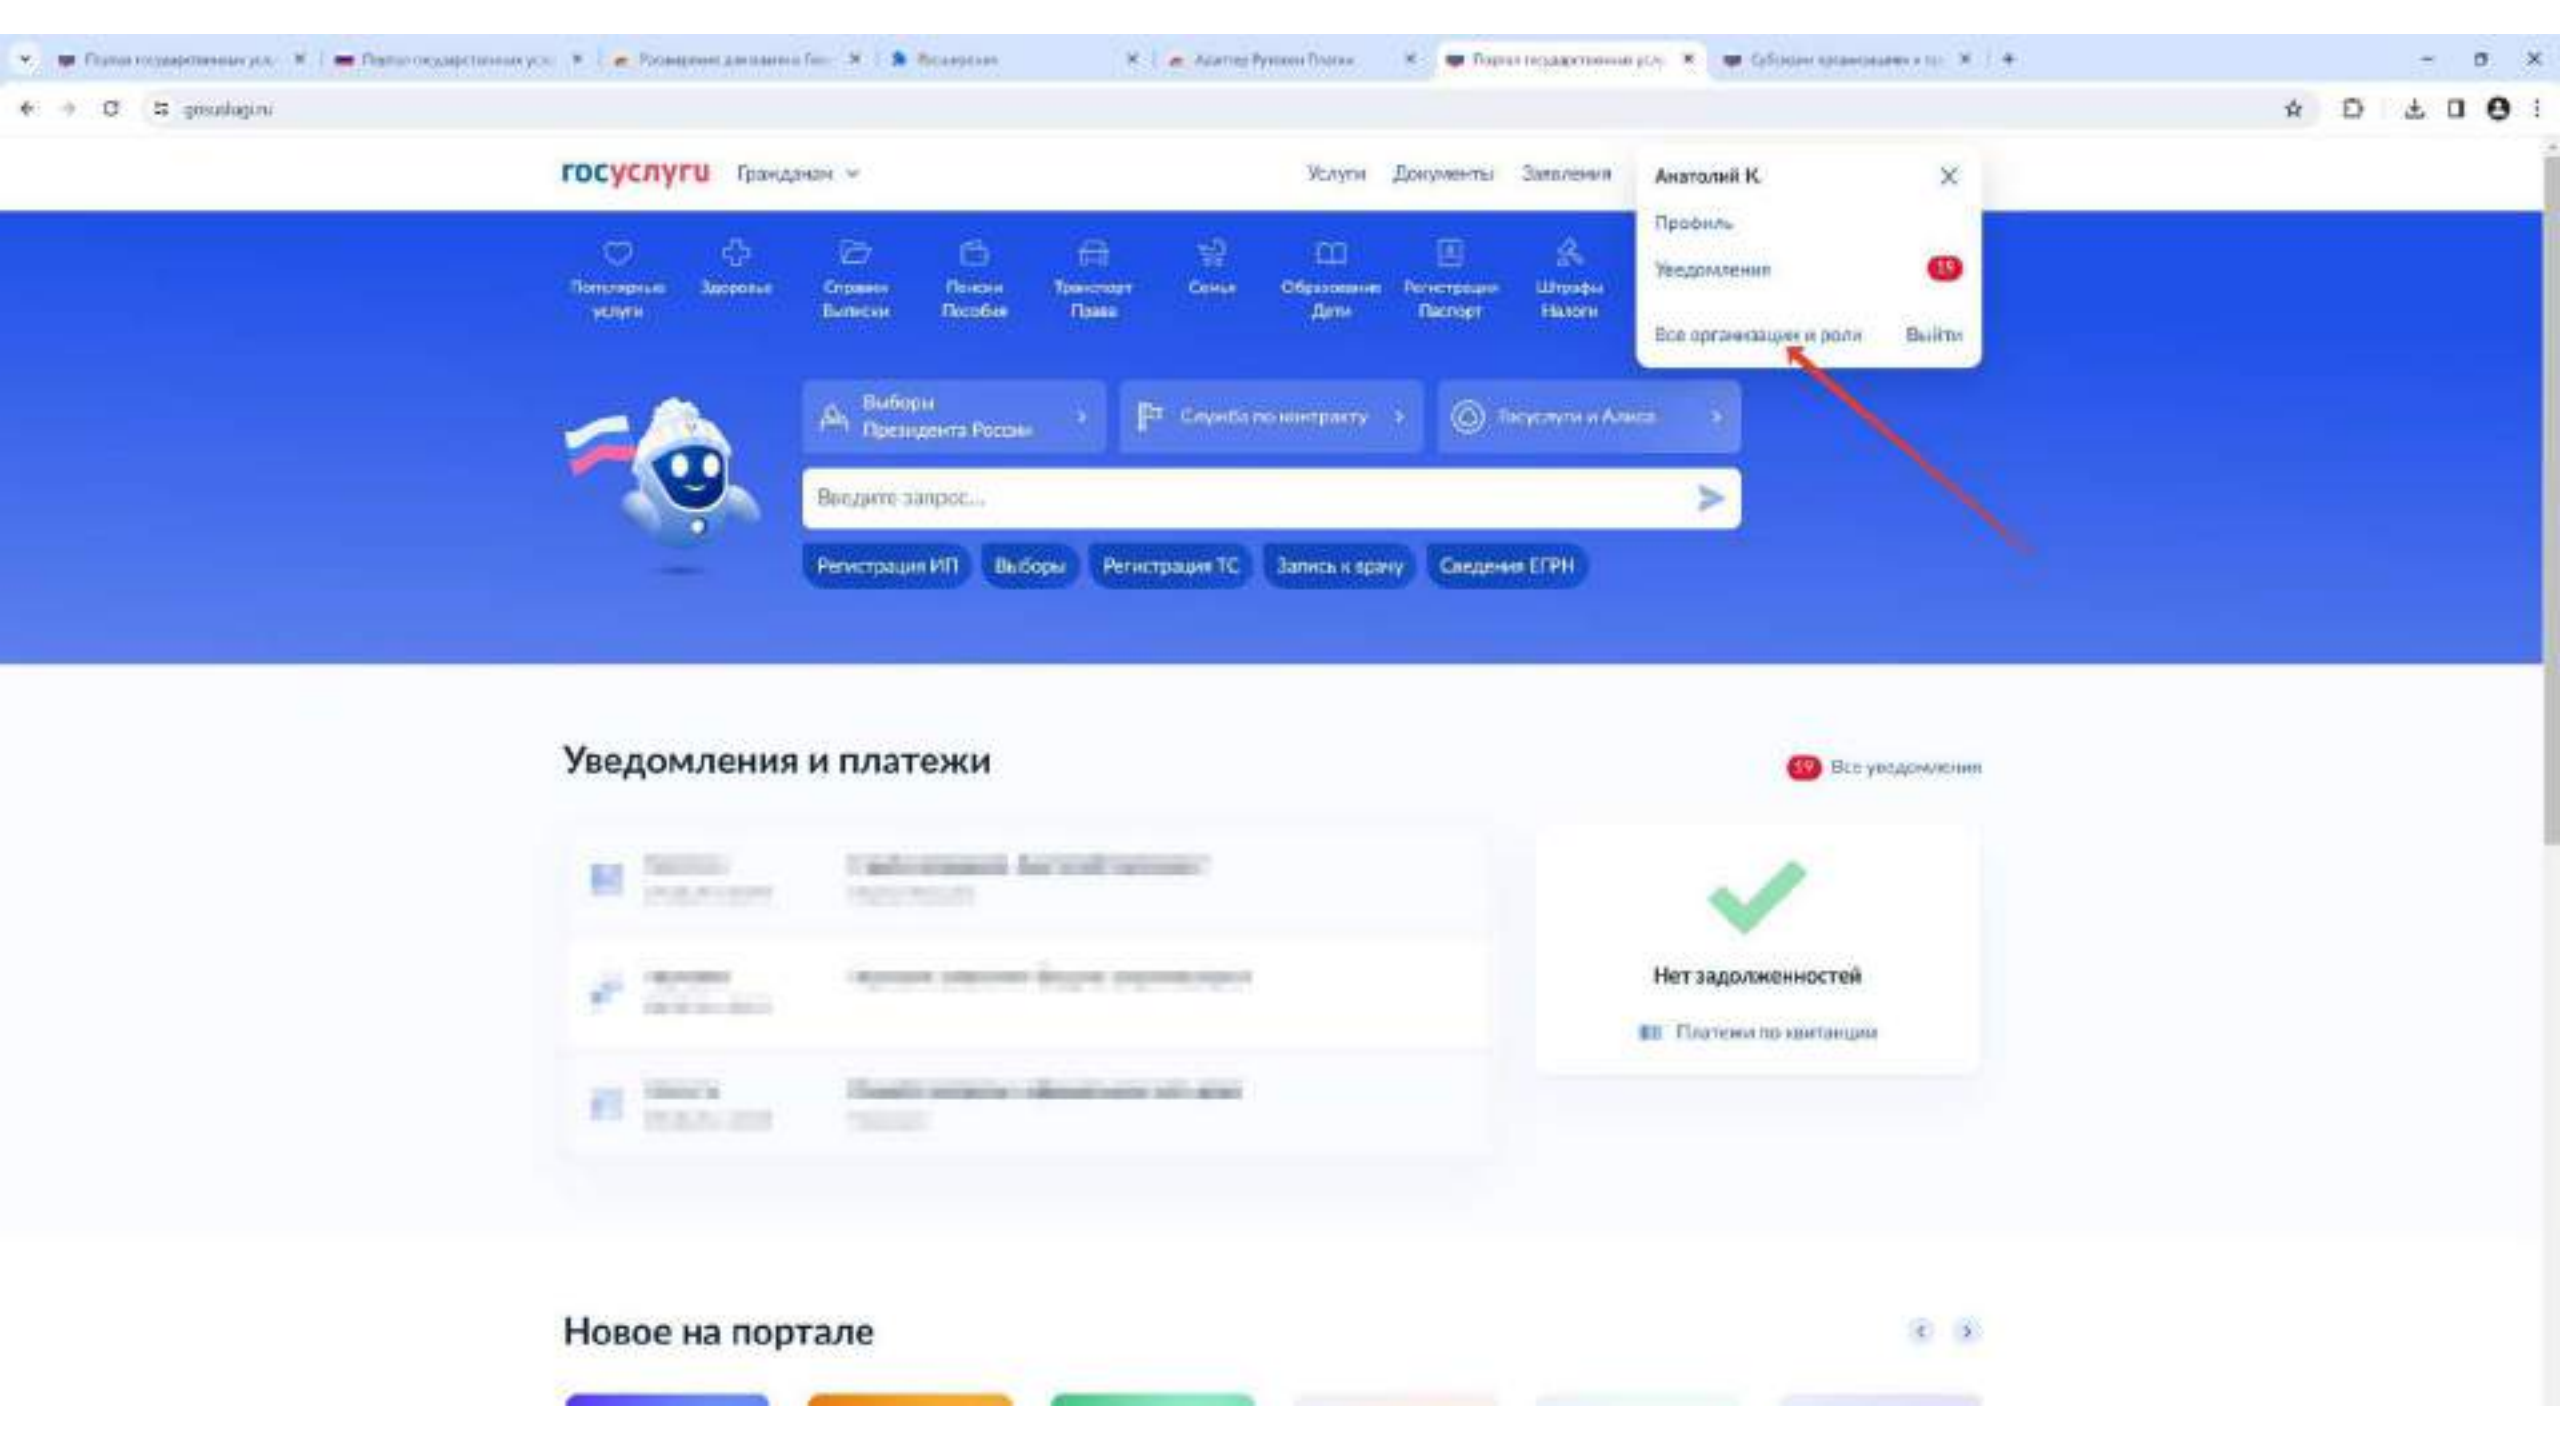 gosuslugi.ru
госуслуги Гражданам Услуги Документы Заявления
Анатолий К.
Профиль
Уведомления 19
Все организации и роли Выйти
Популярные услуги
Здоровье
Справки Выписки
Пенсии Пособия
Транспорт Права
Семья
Образование Дети
Регистрация Паспорт
Штрафы Налоги
Выборы
Президента России
Служба по контракту
Госуслуги и Алиса
Введите запрос...
Регистрация ИП Выборы Регистрация ТС Запись к врачу Сведения ЕГРН
Уведомления и платежи
19 Все уведомления
Нет задолженностей
Платежи по квитанции
Новое на портале